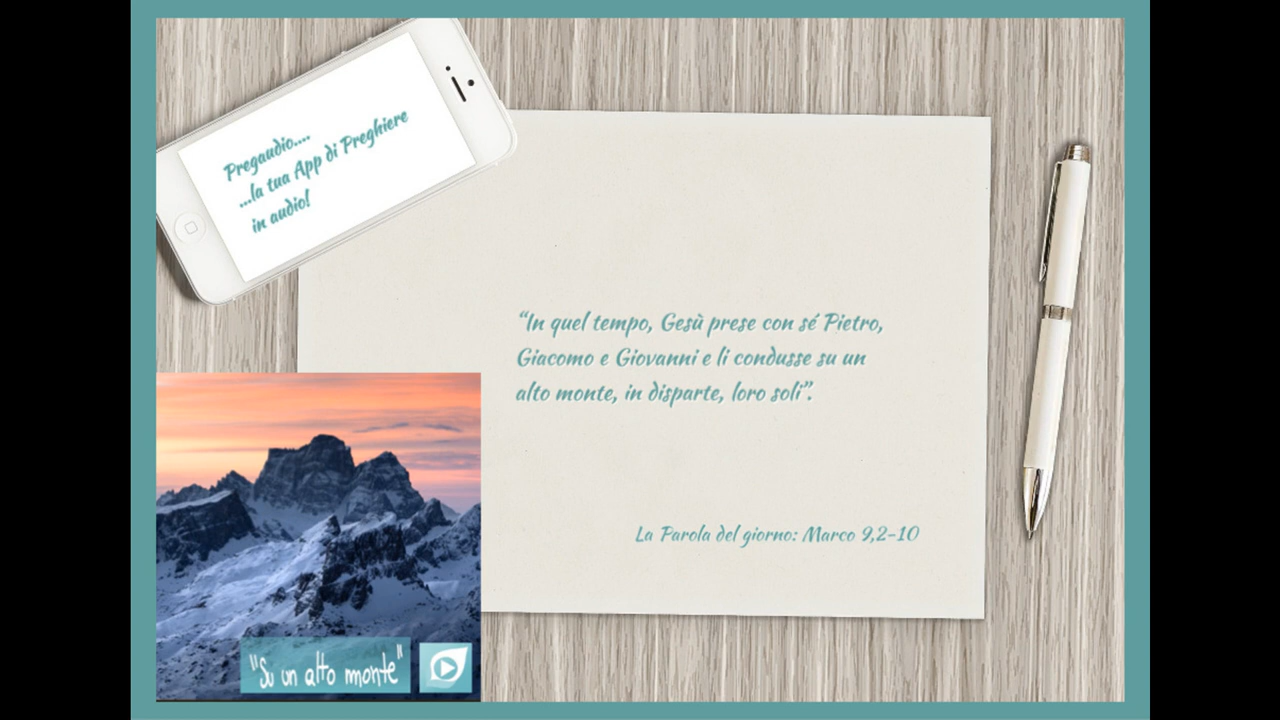 Pregaudio....
...la tua App di Preghiere
in audio!
“In quel tempo, Gesù prese con sé Pietro,
Giacomo e Giovanni e li condusse su un
alto monte, in disparte, loro soli”.
La Parola del giorno: Marco 9,2-10
"Su un alto monte"